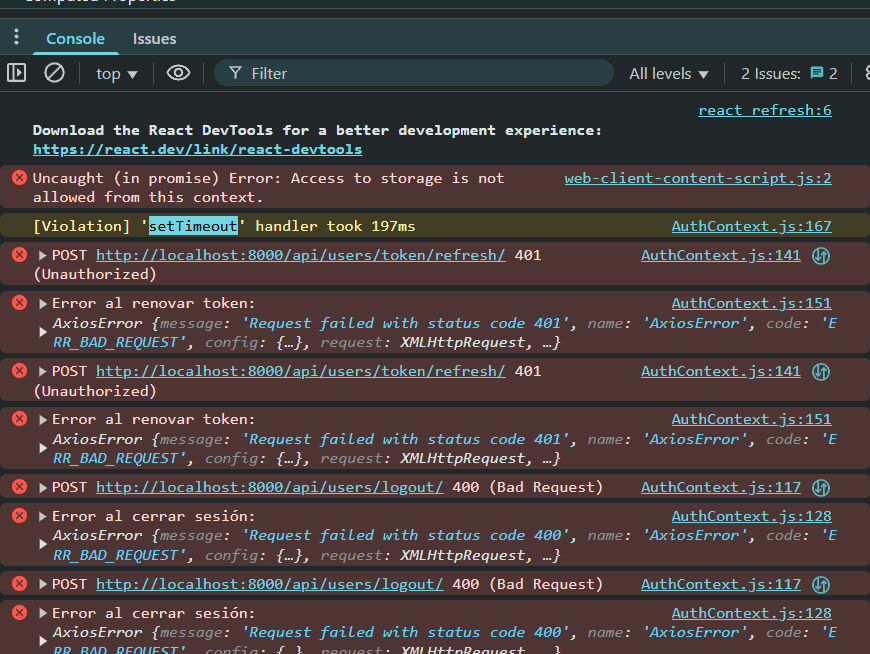 Computed Properties
Console Issues
top Filter All levels 2 Issues: 2
react refresh:6
Download the React DevTools for a better development experience:
https://react.dev/link/react-devtools
Uncaught (in promise) Error: Access to storage is not web-client-content-script.js:2
allowed from this context.
[Violation] 'setTimeout' handler took 197ms AuthContext.js:167
POST http://localhost:8000/api/users/token/refresh/ 401 AuthContext.js:141
(Unauthorized)
Error al renovar token: AuthContext.js:151
AxiosError {message: 'Request failed with status code 401', name: 'AxiosError', code: 'E
RR_BAD_REQUEST', config: {…}, request: XMLHttpRequest, …}
POST http://localhost:8000/api/users/token/refresh/ 401 AuthContext.js:141
(Unauthorized)
Error al renovar token: AuthContext.js:151
AxiosError {message: 'Request failed with status code 401', name: 'AxiosError', code: 'E
RR_BAD_REQUEST', config: {…}, request: XMLHttpRequest, …}
POST http://localhost:8000/api/users/logout/ 400 (Bad Request) AuthContext.js:117
Error al cerrar sesión: AuthContext.js:128
AxiosError {message: 'Request failed with status code 400', name: 'AxiosError', code: 'E
RR_BAD_REQUEST', config: {…}, request: XMLHttpRequest, …}
POST http://localhost:8000/api/users/logout/ 400 (Bad Request) AuthContext.js:117
Error al cerrar sesión: AuthContext.js:128
AxiosError {message: 'Request failed with status code 400', name: 'AxiosError', code: 'E
RR_BAD_REQUEST', config: {…}, request: XMLHttpRequest, …}